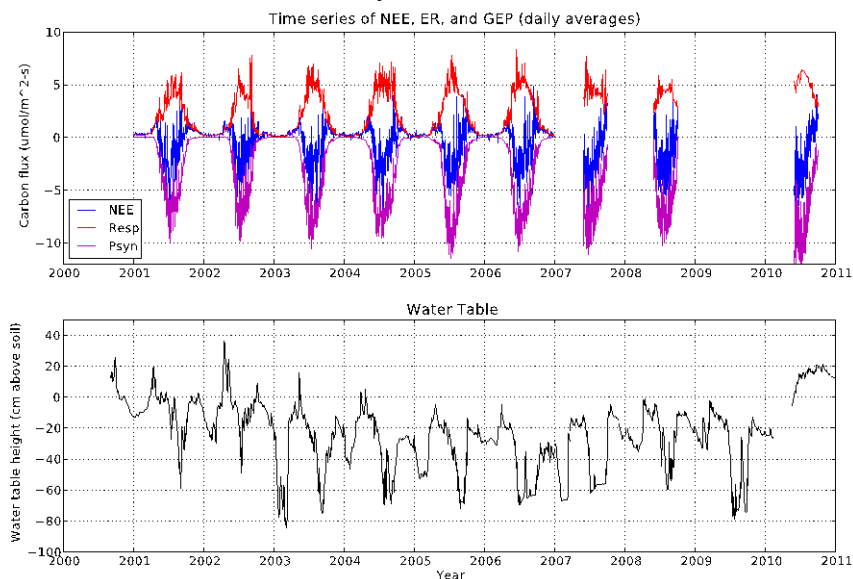 Time series of NEE, ER, and GEP (daily averages)
10
5
0
−5
−10
Carbon flux (umol/m^2-s)
NEE
Resp
Psyn
2000 2001 2002 2003 2004 2005 2006 2007 2008 2009 2010 2011
Water Table
40
20
0
−20
−40
−60
−80
−100
Water table height (cm above soil)
2000 2001 2002 2003 2004 2005 2006 2007 2008 2009 2010 2011
Year